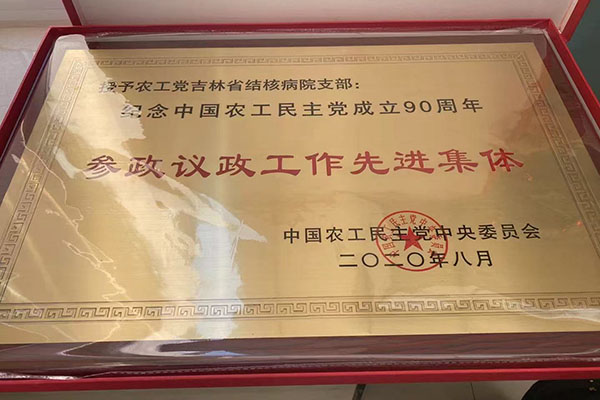 授予农工党吉林省结核病院支部：
纪念中国农工民主党成立90周年
参政议政工作先进集体
中国农工民主党中央委员会
二〇二〇年八月